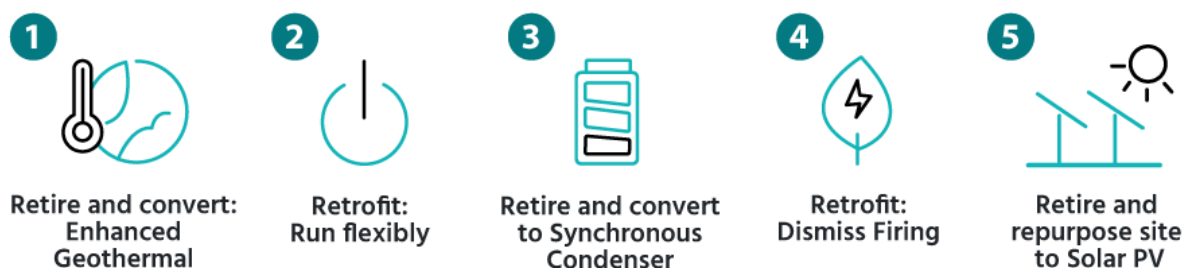 1
Retire and convert:
Enhanced
Geothermal
2
Retrofit:
Run flexibly
3
Retire and convert
to Synchronous
Condenser
4
Retrofit:
Dismiss Firing
5
Retire and
repurpose site
to Solar PV